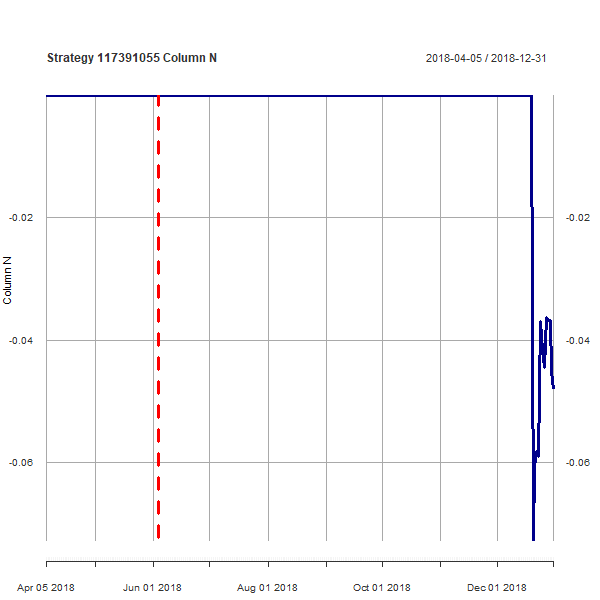 Strategy 117391055 Column N
2018-04-05 / 2018-12-31
Column N
-0.02
-0.02
-0.04
-0.04
-0.06
-0.06
Apr 05 2018
Jun 01 2018
Aug 01 2018
Oct 01 2018
Dec 01 2018